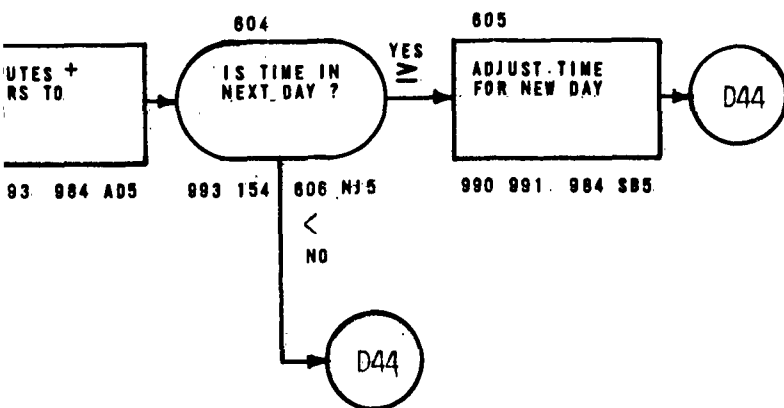 604
605
UTES +
RS TO
IS TIME IN
NEXT DAY ?
YES
≥
ADJUST TIME
FOR NEW DAY
D44
93 984 AD5
993 154 606 NJ5
990 991 984 SB5
<
NO
D44